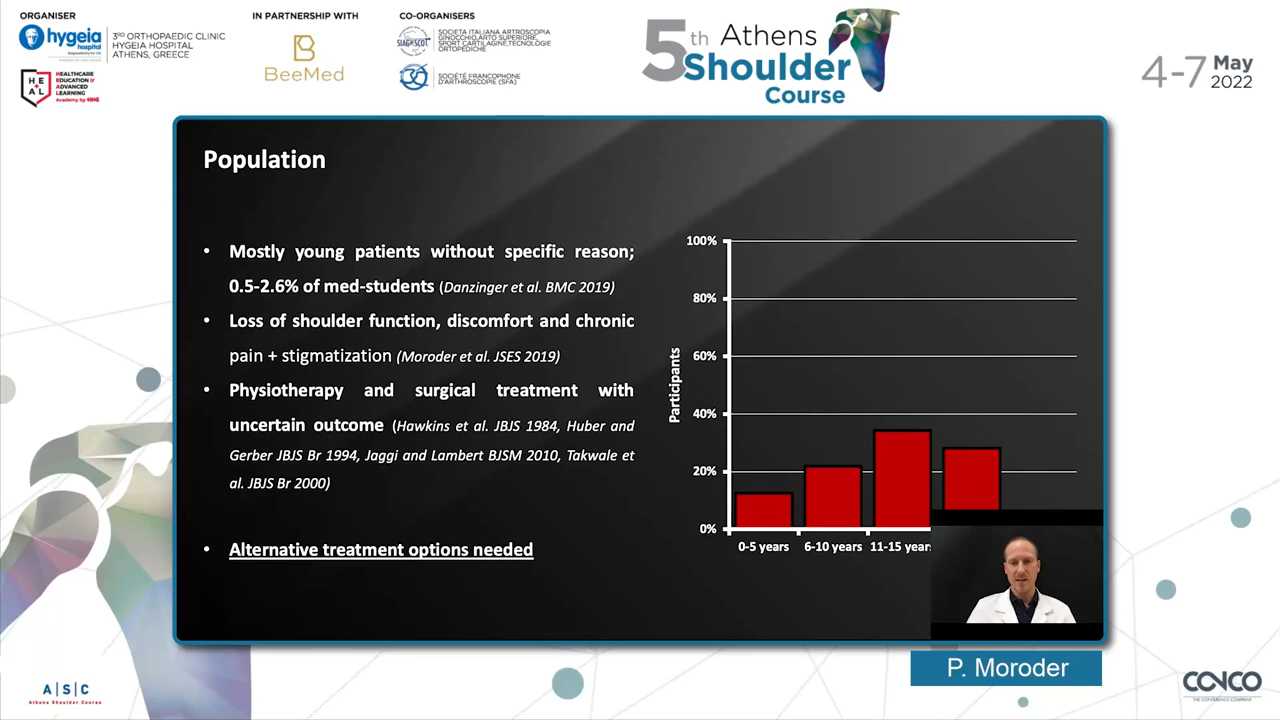 ORGANISER
hygeia
hospital
3RD ORTHOPAEDIC CLINIC
HYGEIA HOSPITAL
ATHENS, GREECE
HEAL
HEALTHCARE
EDUCATION &
ADVANCED
LEARNING
Academy by
IN PARTNERSHIP WITH
BeeMed
CO-ORGANISERS
SIAGASCOT
SOCIETA ITALIANA ARTROSCOPIA
GINOCCHIO,ARTO SUPERIORE,
SPORT CARTILAGINE,TECNOLOGIE
ORTOPEDICHE
SOCIÉTÉ FRANCOPHONE
D'ARTHROSCOPIE (SFA)
5th Athens
Shoulder
Course
4-7 May
2022
Population
• Mostly young patients without specific reason;
0.5-2.6% of med-students (Danzinger et al. BMC 2019)
• Loss of shoulder function, discomfort and chronic
pain + stigmatization (Moroder et al. JSES 2019)
• Physiotherapy and surgical treatment with
uncertain outcome (Hawkins et al. JBJS 1984, Huber and
Gerber JBJS Br 1994, Jaggi and Lambert BJSM 2010, Takwale et
al. JBJS Br 2000)
• Alternative treatment options needed
Participants
100%
80%
60%
40%
20%
0%
0-5 years 6-10 years 11-15 years
P. Moroder
A|S|C
Athens Shoulder Course
CONCO
THE CONFERENCE COMPANY